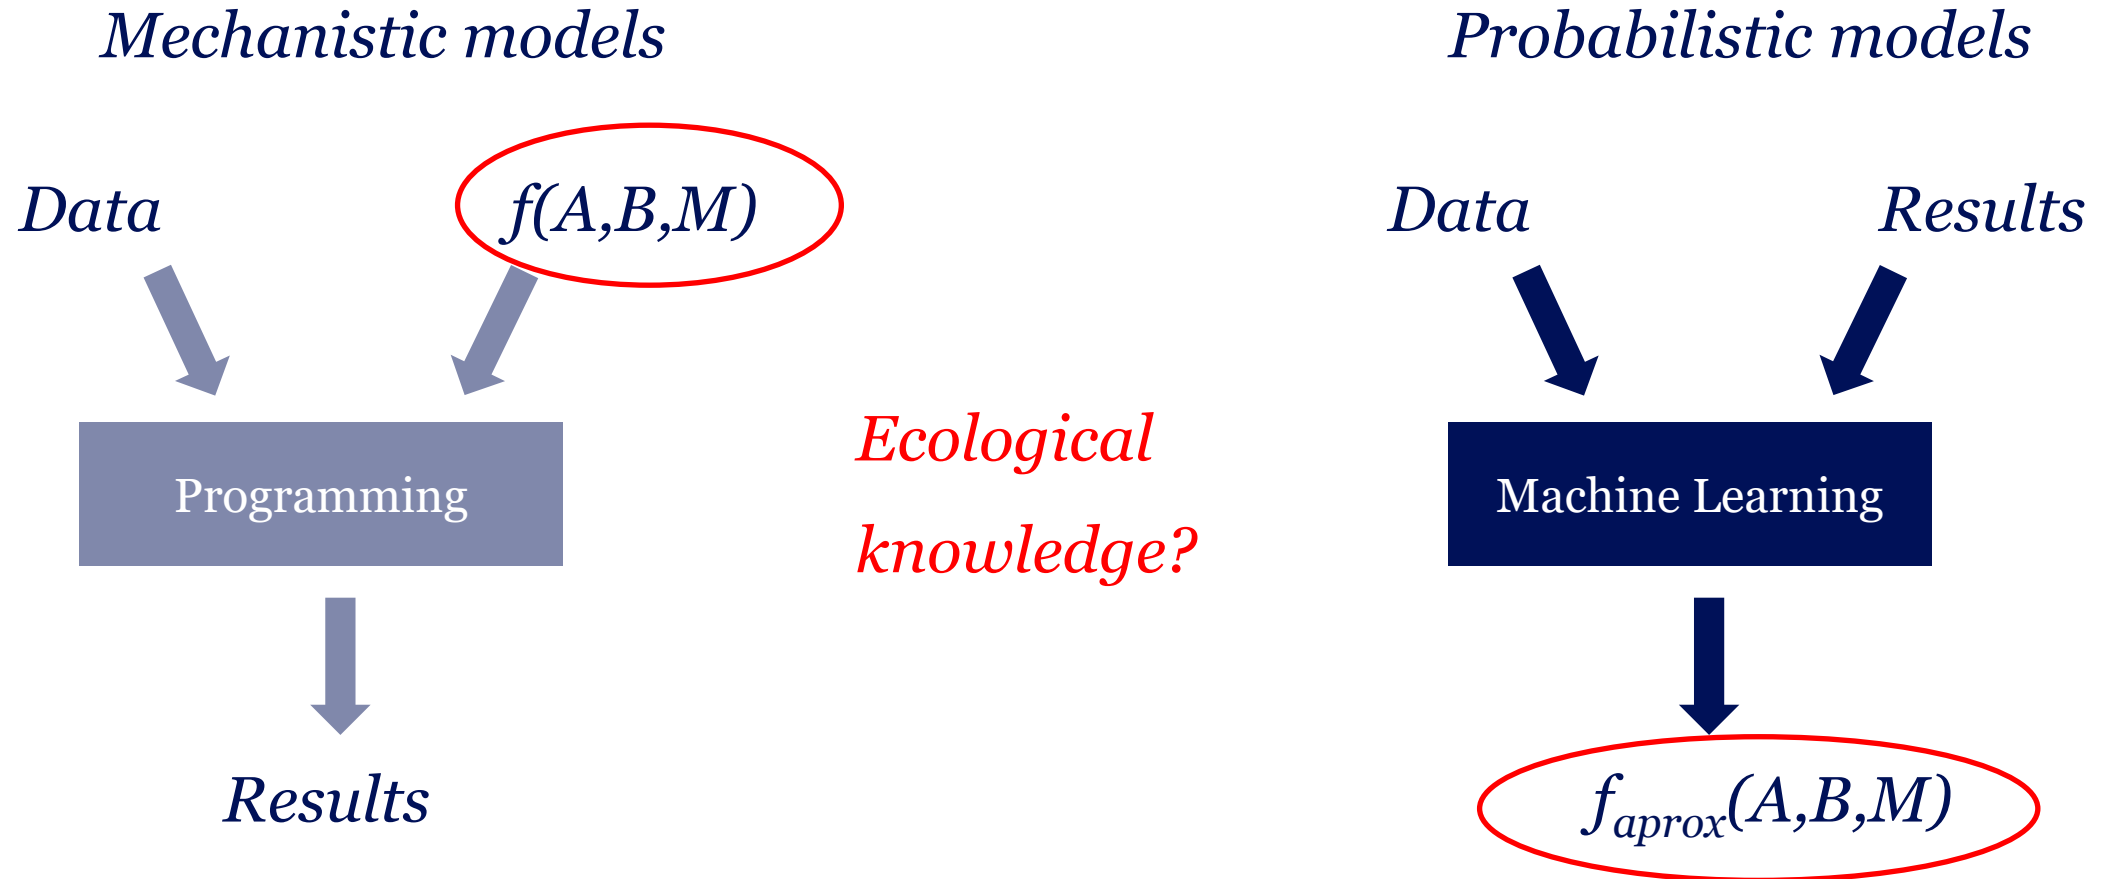 Mechanistic models
Probabilistic models
Data
f(A,B,M)
Data
Results
Ecological
knowledge?
Programming
Machine Learning
Results
faprox(A,B,M)